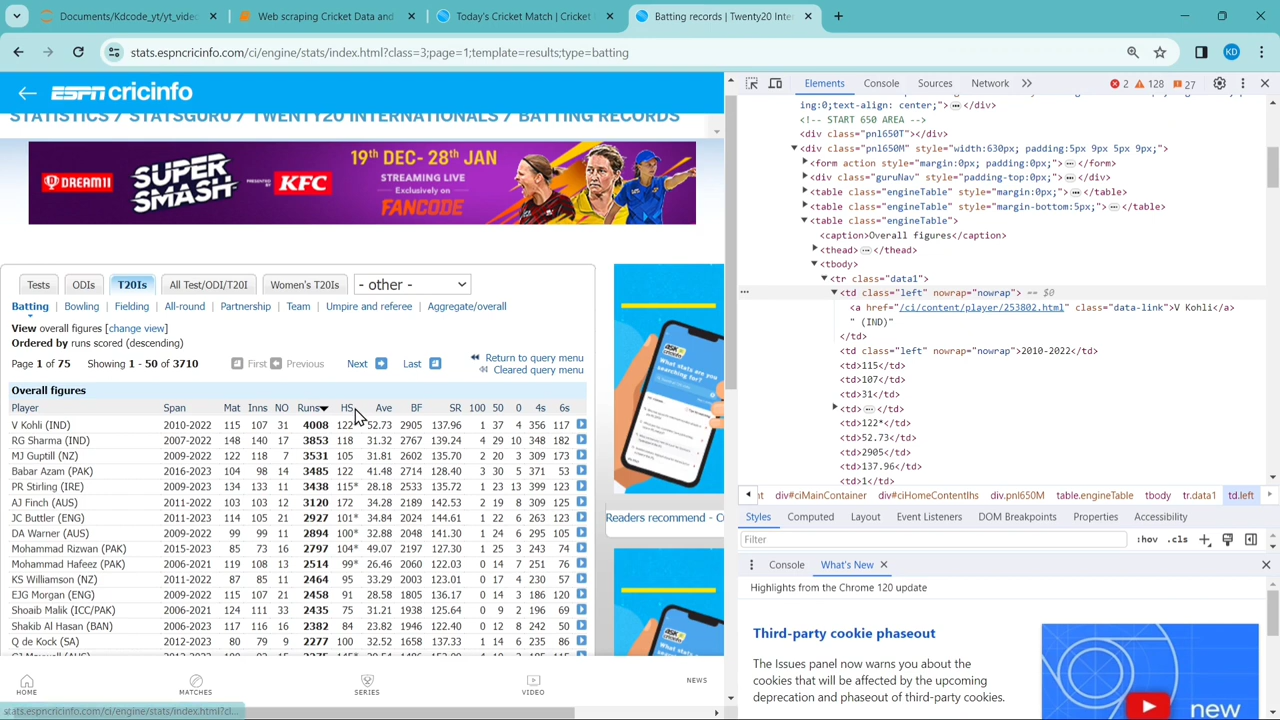 Documents/Kdcode_yt/yt_video
Web scraping Cricket Data and
Today's Cricket Match | Cricket
Batting records | Twenty20 Inter
stats.espncricinfo.com/ci/engine/stats/index.html?class=3;page=1;template=results;type=batting
KD
ESPN cricinfo
STATISTICS / STATSGURU / TWENTY20 INTERNATIONALS / BATTING RECORDS
DREAM11 SUPER SMASH PRESENTED BY KFC
19TH DEC- 28TH JAN
STREAMING LIVE
Exclusively on
FANCODE
Tests ODIs T20Is All Test/ODI/T20I Women's T20Is - other -
Batting Bowling Fielding All-round Partnership Team Umpire and referee Aggregate/overall
View overall figures [change view]
Ordered by runs scored (descending)
Page 1 of 75 Showing 1 - 50 of 3710 First Previous Next Last
Return to query menu
Cleared query menu
Overall figures
Player Span Mat Inns NO Runs HS Ave BF SR 100 50 0 4s 6s
V Kohli (IND) 2010-2022 115 107 31 4008 122* 52.73 2905 137.96 1 37 4 356 117
RG Sharma (IND) 2007-2022 148 140 17 3853 118 31.32 2767 139.24 4 29 10 348 182
MJ Guptill (NZ) 2009-2022 122 118 7 3531 105 31.81 2602 135.70 2 20 3 309 173
Babar Azam (PAK) 2016-2023 104 98 14 3485 122 41.48 2714 128.40 3 30 5 371 53
PR Stirling (IRE) 2009-2023 134 133 11 3438 115* 28.18 2533 135.72 1 23 13 399 123
AJ Finch (AUS) 2011-2022 103 103 12 3120 172 34.28 2189 142.53 2 19 8 309 125
JC Buttler (ENG) 2011-2023 114 105 21 2927 101* 34.84 2024 144.61 1 22 6 263 123
DA Warner (AUS) 2009-2022 99 99 11 2894 100* 32.88 2048 141.30 1 24 6 295 105
Mohammad Rizwan (PAK) 2015-2023 85 73 16 2797 104* 49.07 2197 127.30 1 25 3 243 74
Mohammad Hafeez (PAK) 2006-2021 119 108 13 2514 99* 26.46 2060 122.03 0 14 7 251 76
KS Williamson (NZ) 2011-2022 87 85 11 2464 95 33.29 2003 123.01 0 17 4 230 57
EJG Morgan (ENG) 2009-2022 115 107 21 2458 91 28.58 1805 136.17 0 14 3 186 120
Shoaib Malik (ICC/PAK) 2006-2021 124 111 33 2435 75 31.21 1938 125.64 0 9 2 196 69
Shakib Al Hasan (BAN) 2006-2023 117 116 2382 84 23.82 1946 122.40 0 12 8 242 50
Q de Kock (SA) 2012-2023 80 79 9 2277 100 32.52 1658 137.33 1 14 6 235 86
Readers recommend - C
HOME MATCHES SERIES VIDEO NEWS
stats.espncricinfo.com/ci/engine/stats/index.html?cl...
Elements Console Sources Network 2 128 27
ing:0;text-align: center;">…</div>
<!-- START 650 AREA -->
<div class="pnl650T"></div>
<div class="pnl650M" style="width:630px; padding:5px 9px 5px 9px;">
<form action style="margin:0px; padding:0px;">…</form>
<div class="guruNav" style="padding-top:0px;">…</div>
<table class="engineTable" style="margin:0px;">…</table>
<table class="engineTable" style="margin-bottom:5px;">…</table>
<table class="engineTable">
<caption>Overall figures</caption>
<thead>…</thead>
<tbody>
<tr class="data1">
<td class="left" nowrap="nowrap"> == $0
<a href="/ci/content/player/253802.html" class="data-link">V Kohli</a>
" (IND)"
</td>
<td class="left" nowrap="nowrap">2010-2022</td>
<td>115</td>
<td>107</td>
<td>31</td>
<td>…</td>
<td>122*</td>
<td>52.73</td>
<td>2905</td>
<td>137.96</td>
<td>1</td>
nt div#ciMainContainer div#ciHomeContentlhs div.pnl650M table.engineTable tbody tr.data1 td.left
Styles Computed Layout Event Listeners DOM Breakpoints Properties Accessibility
Filter :hov .cls
Console What's New
Highlights from the Chrome 120 update
Third-party cookie phaseout
The Issues panel now warns you about the
cookies that will be affected by the upcoming
deprecation and phaseout of third-party cookies.
new